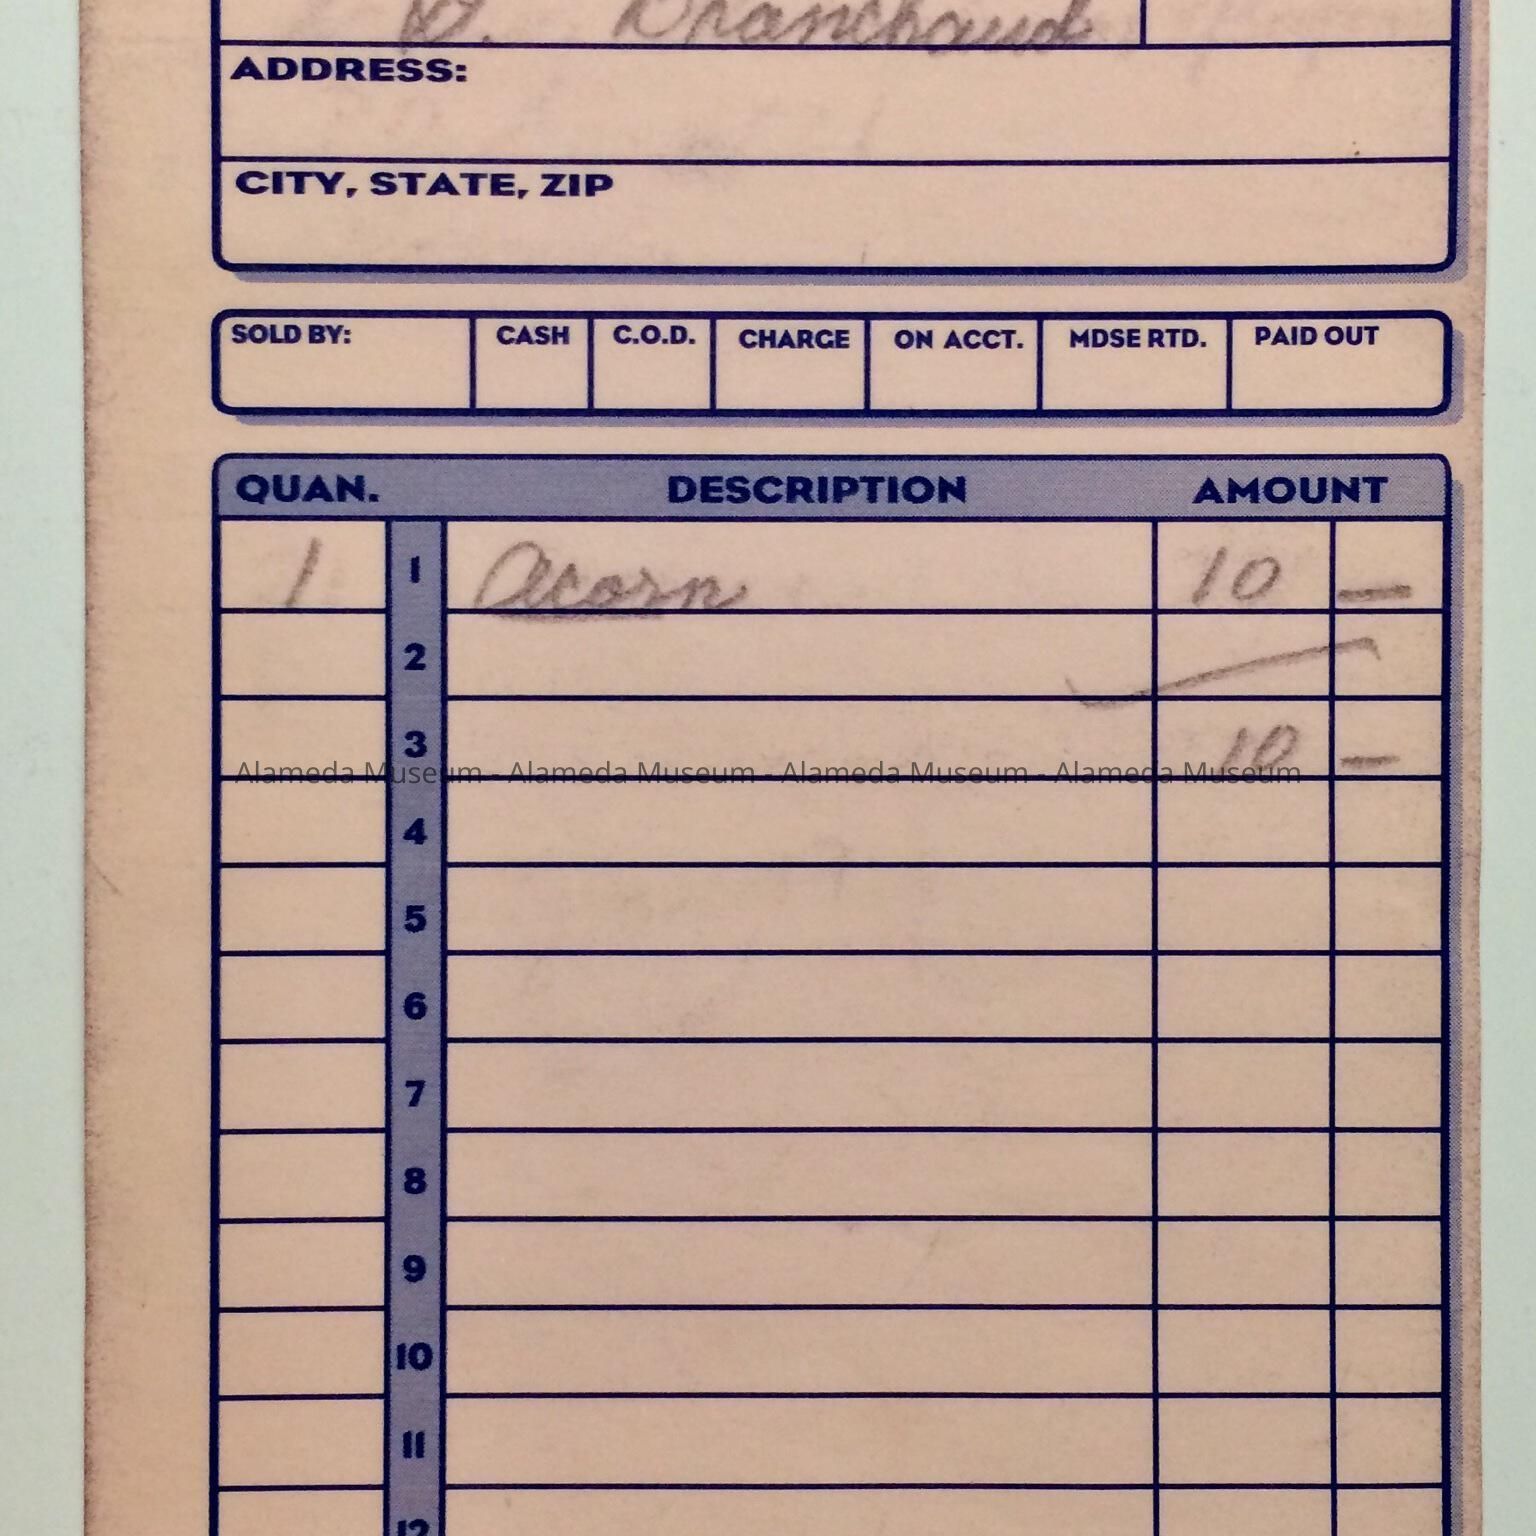 D. Branchaud
ADDRESS:
CITY, STATE, ZIP
SOLD BY: CASH C.O.D. CHARGE ON ACCT. MDSE RTD. PAID OUT
QUAN. DESCRIPTION AMOUNT
1 1 Acorn 10 —
2
3 10 —
Alameda Museum - Alameda Museum - Alameda Museum - Alameda Museum
4
5
6
7
8
9
10
11
12